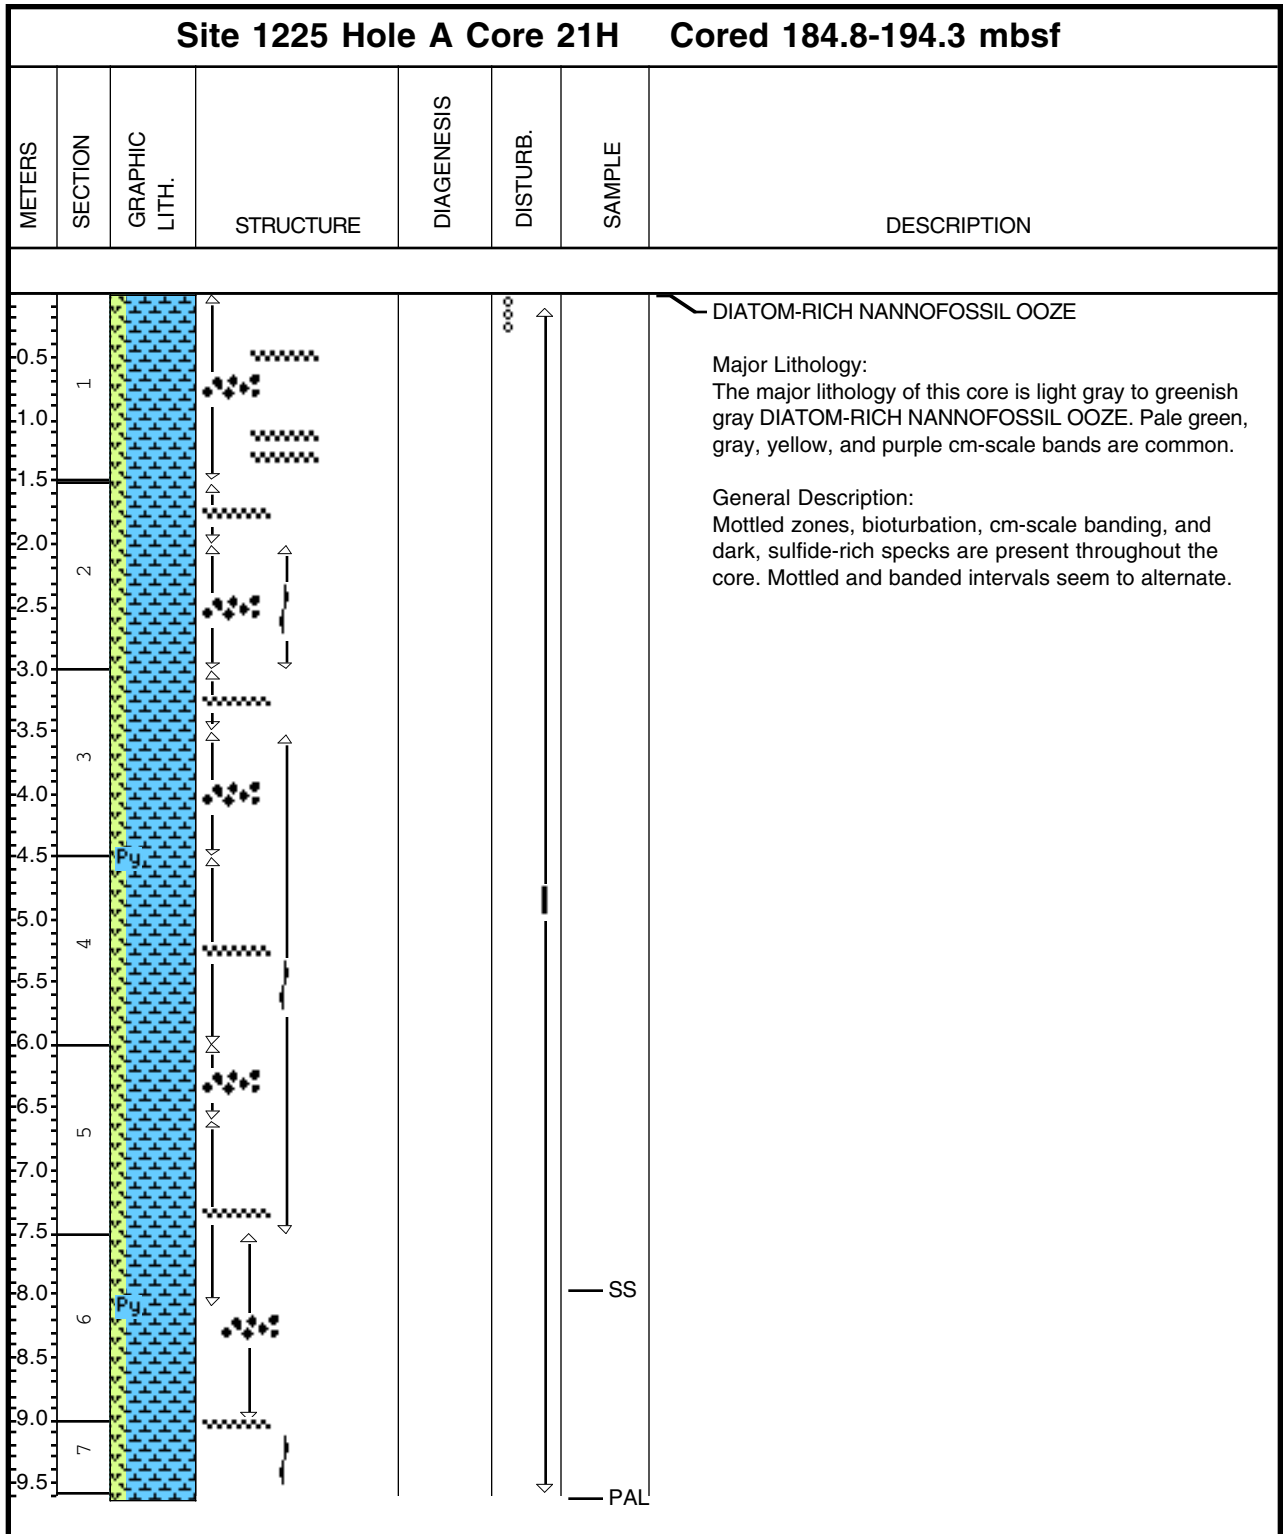 Site 1225 Hole A Core 21H Cored 184.8-194.3 mbsf
METERS
SECTION
GRAPHIC
LITH.
STRUCTURE
DIAGENESIS
DISTURB.
SAMPLE
DESCRIPTION
DIATOM-RICH NANNOFOSSIL OOZE
Major Lithology:
The major lithology of this core is light gray to greenish
gray DIATOM-RICH NANNOFOSSIL OOZE. Pale green,
gray, yellow, and purple cm-scale bands are common.
General Description:
Mottled zones, bioturbation, cm-scale banding, and
dark, sulfide-rich specks are present throughout the
core. Mottled and banded intervals seem to alternate.
0.5
1
1.0
1.5
2.0
2
2.5
3.0
3.5
3
4.0
4.5
Py
5.0
4
5.5
6.0
6.5
5
7.0
7.5
8.0
SS
Py
6
8.5
9.0
7
9.5
PAL